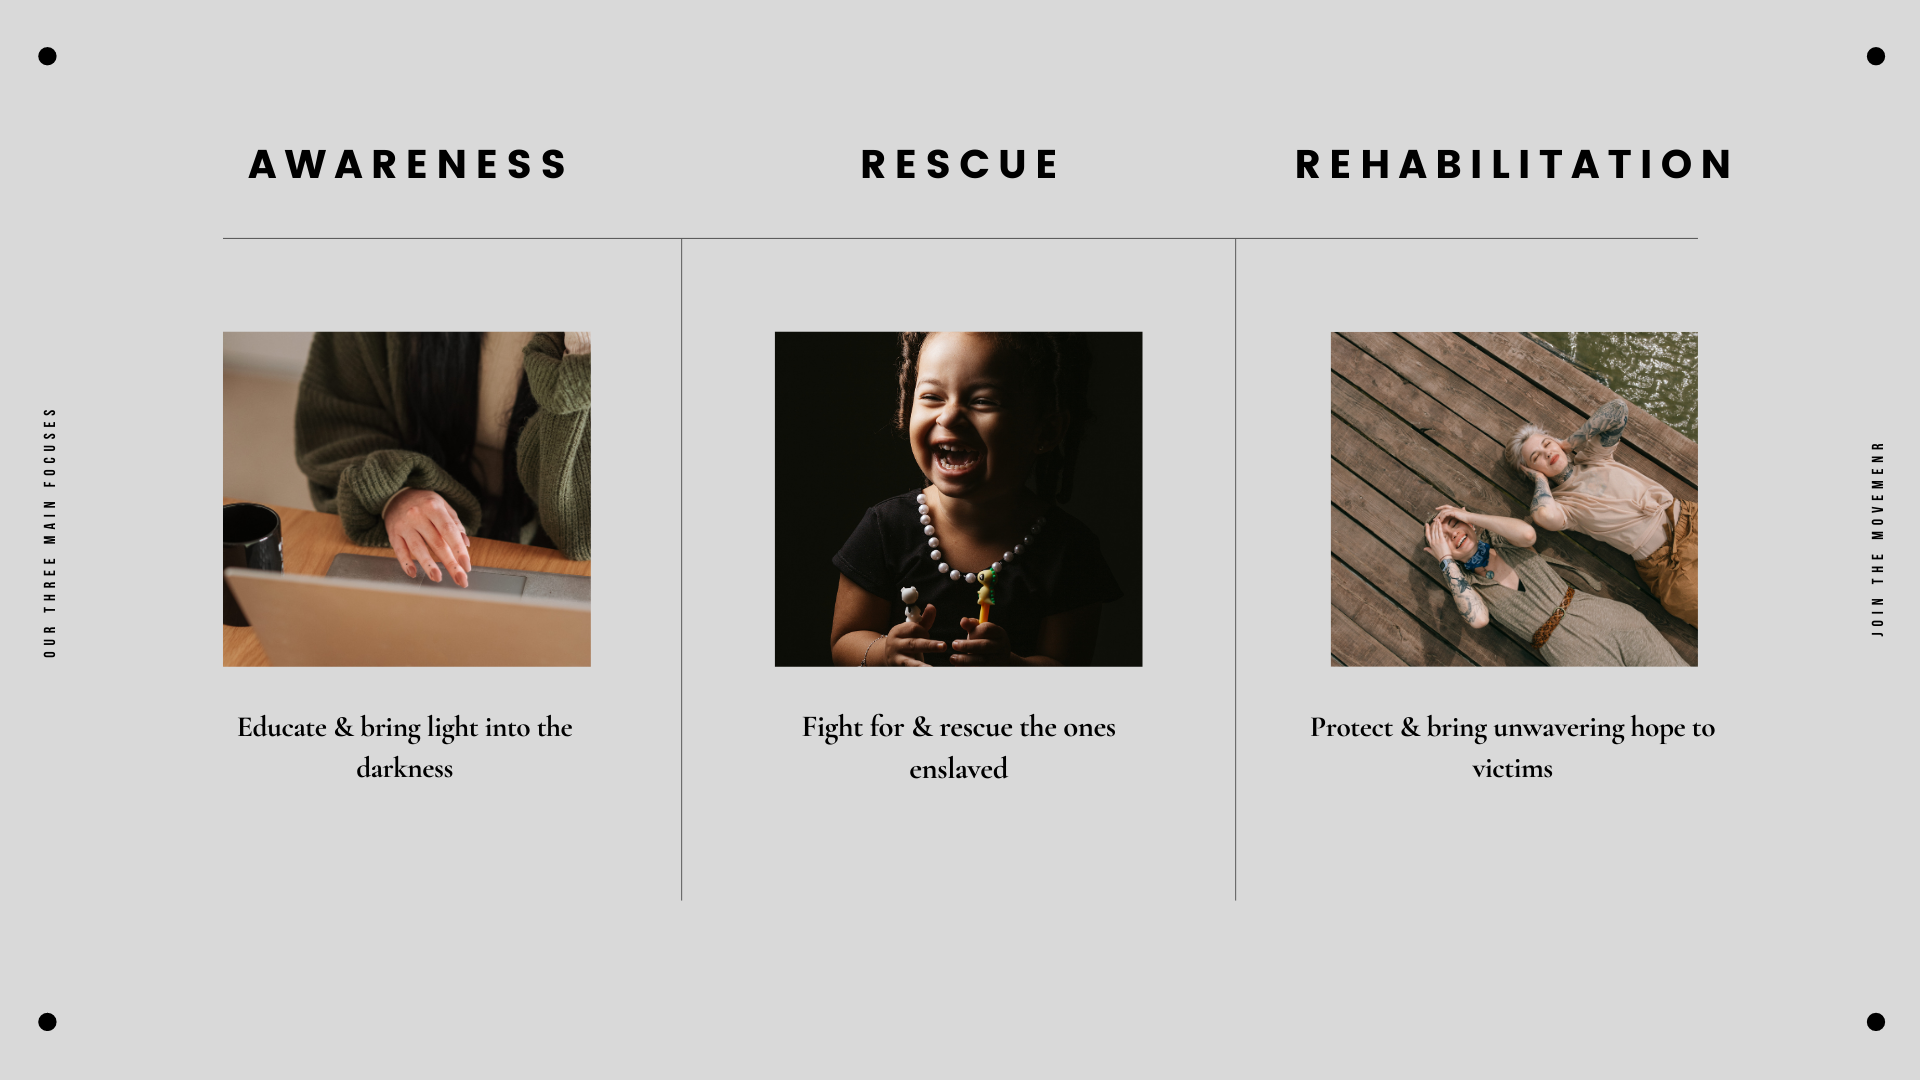 AWARENESS
RESCUE
REHABILITATION
OUR THREE MAIN FOCUSES
JOIN THE MOVEMENR
Educate & bring light into the
darkness
Fight for & rescue the ones
enslaved
Protect & bring unwavering hope to
victims